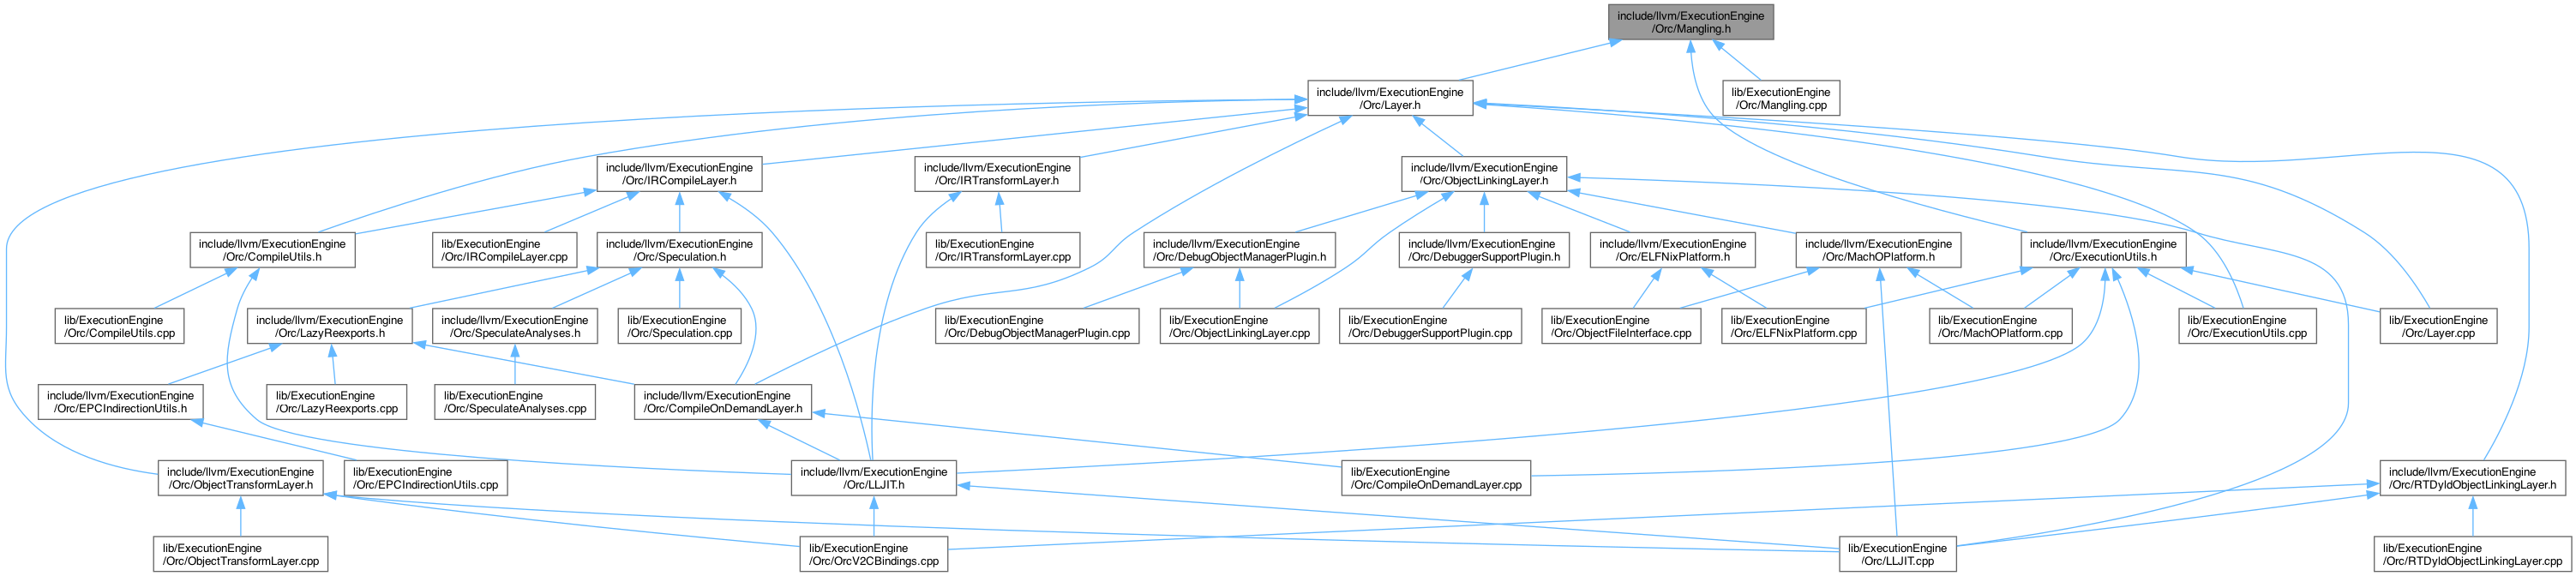 include/llvm/ExecutionEngine
/Orc/Mangling.h
include/llvm/ExecutionEngine
/Orc/Layer.h
lib/ExecutionEngine
/Orc/Mangling.cpp
include/llvm/ExecutionEngine
/Orc/IRCompileLayer.h
include/llvm/ExecutionEngine
/Orc/IRTransformLayer.h
include/llvm/ExecutionEngine
/Orc/ObjectLinkingLayer.h
include/llvm/ExecutionEngine
/Orc/CompileUtils.h
lib/ExecutionEngine
/Orc/IRCompileLayer.cpp
include/llvm/ExecutionEngine
/Orc/Speculation.h
lib/ExecutionEngine
/Orc/IRTransformLayer.cpp
include/llvm/ExecutionEngine
/Orc/DebugObjectManagerPlugin.h
include/llvm/ExecutionEngine
/Orc/DebuggerSupportPlugin.h
include/llvm/ExecutionEngine
/Orc/ELFNixPlatform.h
include/llvm/ExecutionEngine
/Orc/MachOPlatform.h
include/llvm/ExecutionEngine
/Orc/ExecutionUtils.h
lib/ExecutionEngine
/Orc/CompileUtils.cpp
include/llvm/ExecutionEngine
/Orc/LazyReexports.h
include/llvm/ExecutionEngine
/Orc/SpeculateAnalyses.h
lib/ExecutionEngine
/Orc/Speculation.cpp
lib/ExecutionEngine
/Orc/DebugObjectManagerPlugin.cpp
lib/ExecutionEngine
/Orc/ObjectLinkingLayer.cpp
lib/ExecutionEngine
/Orc/DebuggerSupportPlugin.cpp
lib/ExecutionEngine
/Orc/ObjectFileInterface.cpp
lib/ExecutionEngine
/Orc/ELFNixPlatform.cpp
lib/ExecutionEngine
/Orc/MachOPlatform.cpp
lib/ExecutionEngine
/Orc/ExecutionUtils.cpp
lib/ExecutionEngine
/Orc/Layer.cpp
include/llvm/ExecutionEngine
/Orc/EPCIndirectionUtils.h
lib/ExecutionEngine
/Orc/LazyReexports.cpp
lib/ExecutionEngine
/Orc/SpeculateAnalyses.cpp
include/llvm/ExecutionEngine
/Orc/CompileOnDemandLayer.h
include/llvm/ExecutionEngine
/Orc/ObjectTransformLayer.h
lib/ExecutionEngine
/Orc/EPCIndirectionUtils.cpp
include/llvm/ExecutionEngine
/Orc/LLJIT.h
lib/ExecutionEngine
/Orc/CompileOnDemandLayer.cpp
include/llvm/ExecutionEngine
/Orc/RTDyldObjectLinkingLayer.h
lib/ExecutionEngine
/Orc/ObjectTransformLayer.cpp
lib/ExecutionEngine
/Orc/OrcV2CBindings.cpp
lib/ExecutionEngine
/Orc/LLJIT.cpp
lib/ExecutionEngine
/Orc/RTDyldObjectLinkingLayer.cpp